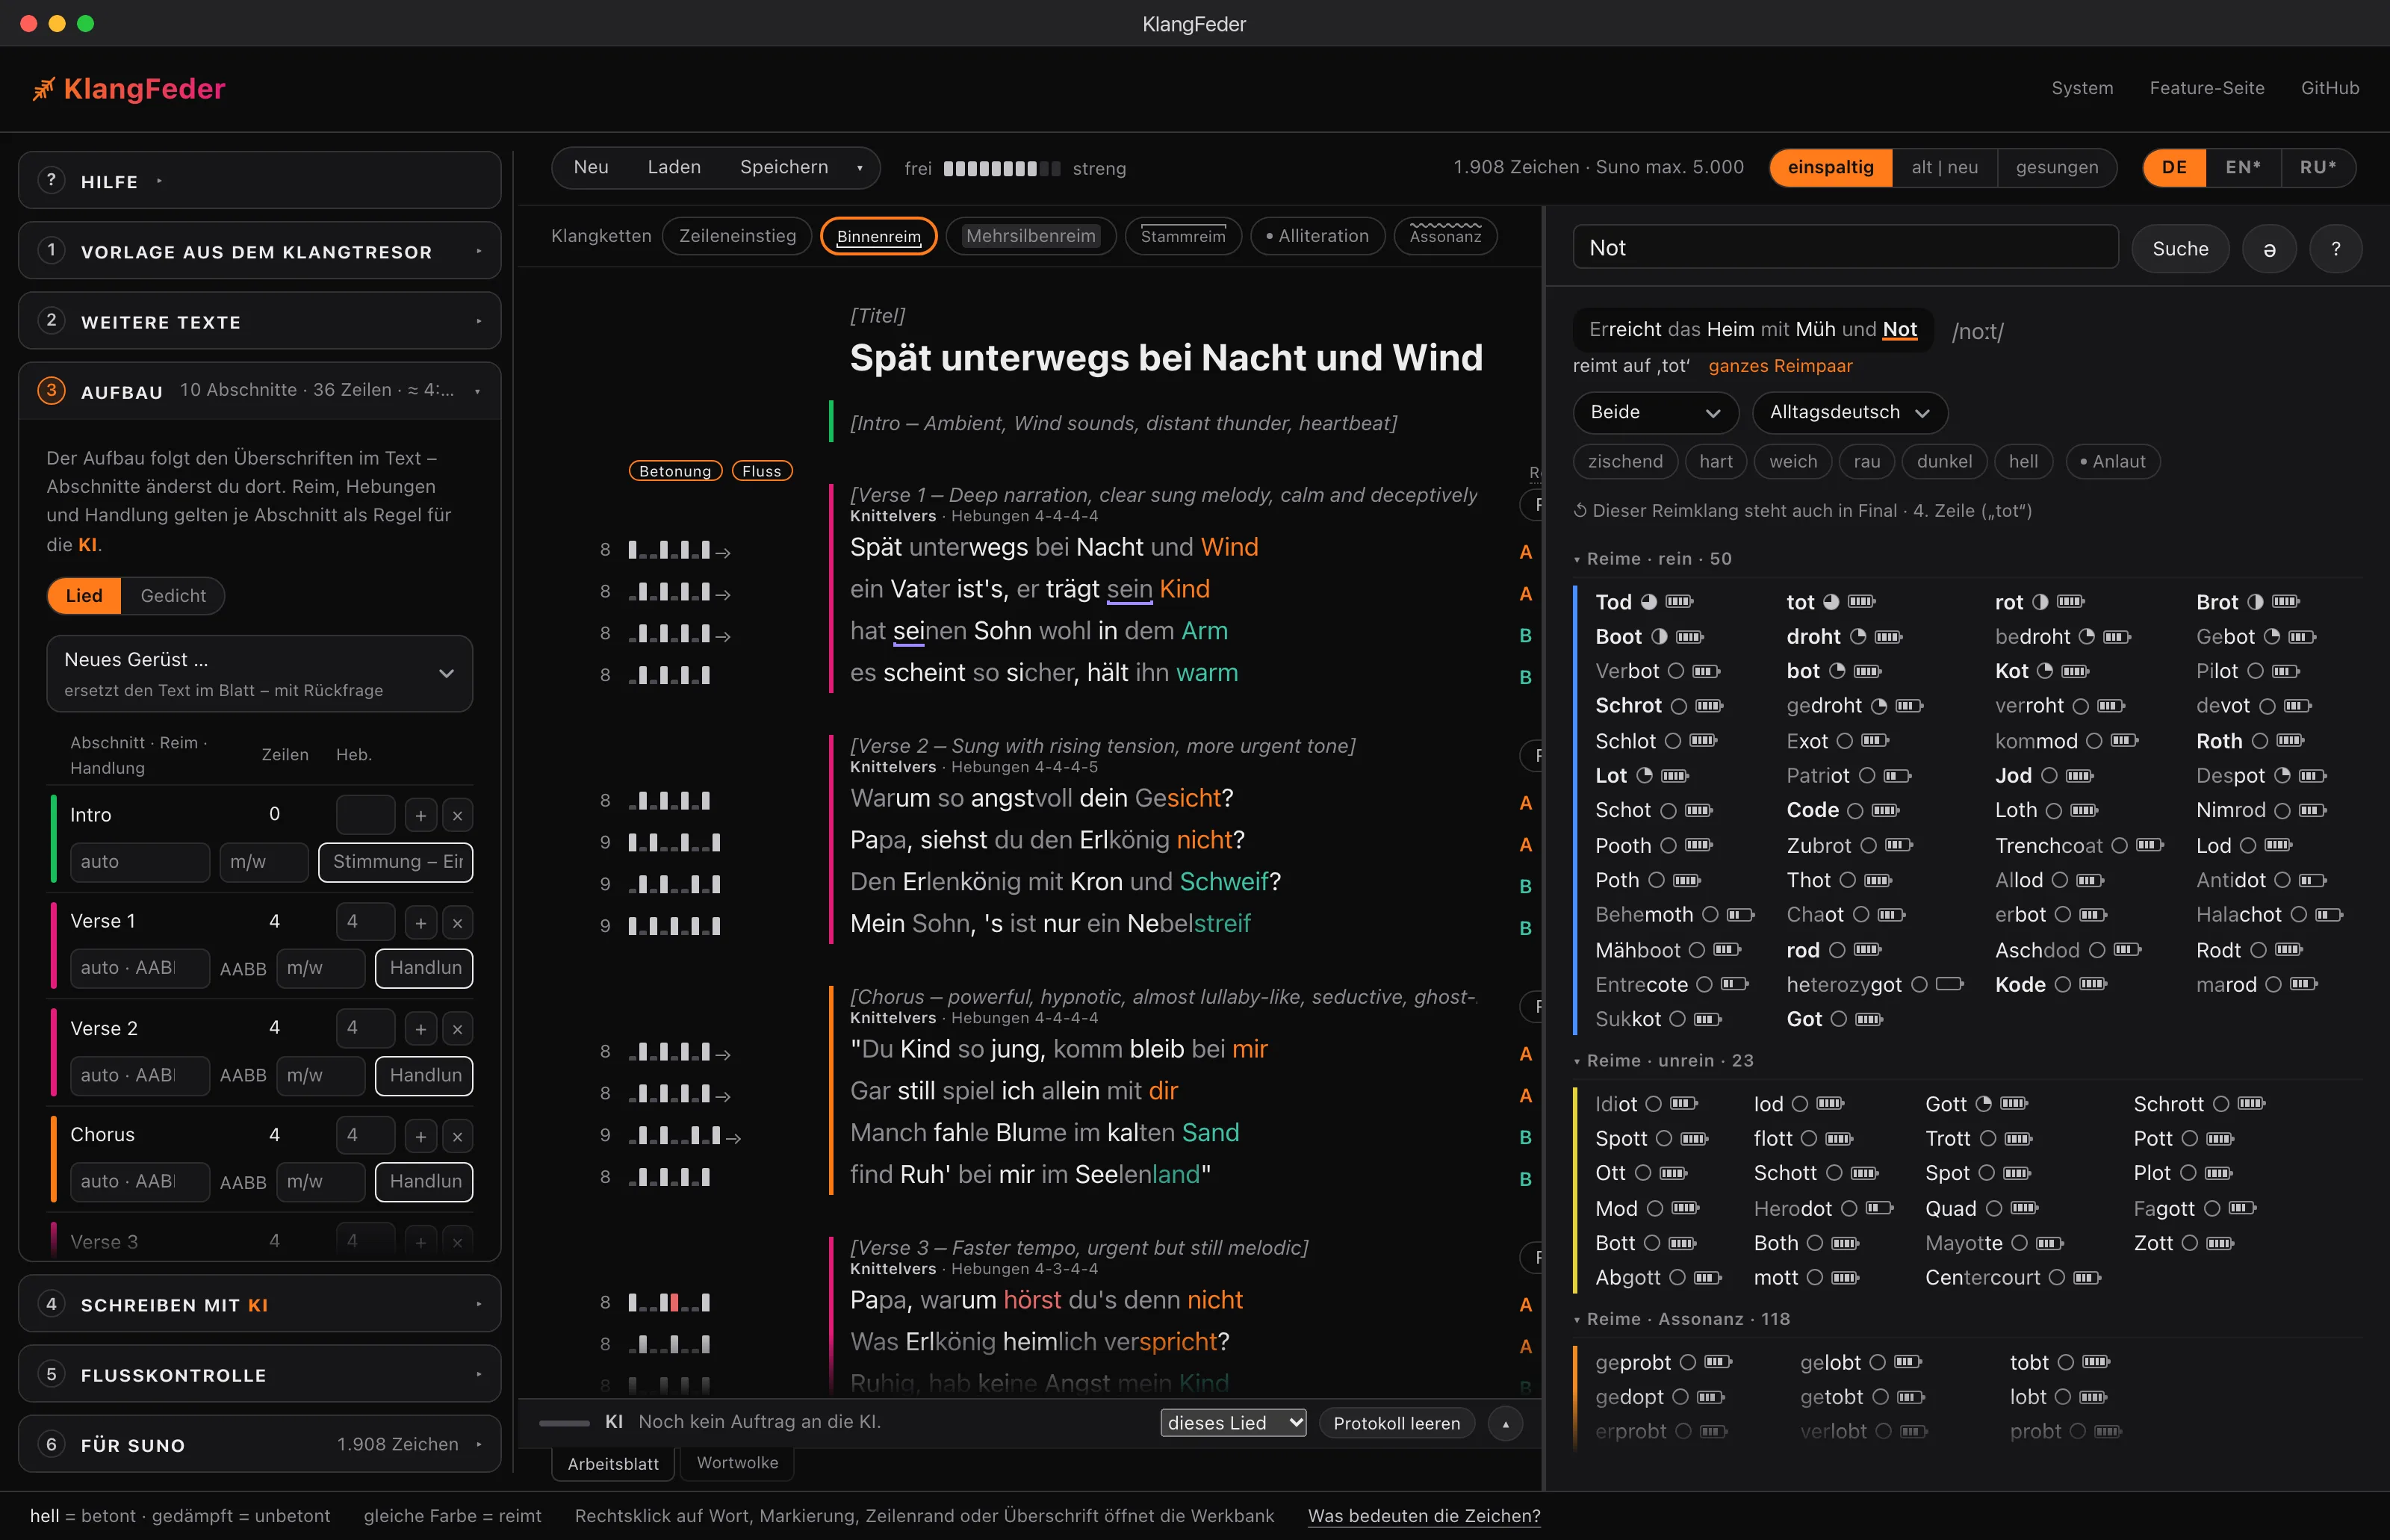 KlangFeder
KlangFeder
System Feature-Seite GitHub
? HILFE
1 VORLAGE AUS DEM KLANGTRESOR
2 WEITERE TEXTE
3 AUFBAU 10 Abschnitte · 36 Zeilen · ≈ 4:…
Der Aufbau folgt den Überschriften im Text –
Abschnitte änderst du dort. Reim, Hebungen
und Handlung gelten je Abschnitt als Regel für
die KI.
Lied Gedicht
Neues Gerüst …
ersetzt den Text im Blatt – mit Rückfrage
Abschnitt · Reim ·
Handlung
Zeilen Heb.
Intro 0 + ×
auto m/w Stimmung – Eir
Verse 1 4 4 + ×
auto · AABI AABB m/w Handlun
Verse 2 4 4 + ×
auto · AABI AABB m/w Handlun
Chorus 4 4 + ×
auto · AABI AABB m/w Handlun
Verse 3 4 4 + ×
4 SCHREIBEN MIT KI
5 FLUSSKONTROLLE
6 FÜR SUNO 1.908 Zeichen
Neu Laden Speichern
frei streng
1.908 Zeichen · Suno max. 5.000
einspaltig alt | neu gesungen
DE EN* RU*
Klangketten Zeileneinstieg Binnenreim Mehrsilbenreim Stammreim • Alliteration Assonanz
[Titel]
Spät unterwegs bei Nacht und Wind
[Intro – Ambient, Wind sounds, distant thunder, heartbeat]
Betonung Fluss
[Verse 1 – Deep narration, clear sung melody, calm and deceptively
Knittelvers · Hebungen 4-4-4-4
8 → Spät unterwegs bei Nacht und Wind A
8 → ein Vater ist's, er trägt sein Kind A
8 → hat seinen Sohn wohl in dem Arm B
8 es scheint so sicher, hält ihn warm B
[Verse 2 – Sung with rising tension, more urgent tone]
Knittelvers · Hebungen 4-4-4-5
8 Warum so angstvoll dein Gesicht? A
9 Papa, siehst du den Erlkönig nicht? A
9 Den Erlenkönig mit Kron und Schweif? B
9 Mein Sohn, 's ist nur ein Nebelstreif B
[Chorus – powerful, hypnotic, almost lullaby-like, seductive, ghost-
Knittelvers · Hebungen 4-4-4-4
8 → "Du Kind so jung, komm bleib bei mir A
8 → Gar still spiel ich allein mit dir A
9 → Manch fahle Blume im kalten Sand B
8 find Ruh' bei mir im Seelenland" B
[Verse 3 – Faster tempo, urgent but still melodic]
Knittelvers · Hebungen 4-3-4-4
8 Papa, warum hörst du's denn nicht A
8 Was Erlkönig heimlich verspricht? A
8 Ruhig, hab keine Angst mein Kind B
KI Noch kein Auftrag an die KI.
dieses Lied Protokoll leeren
Arbeitsblatt Wortwolke
Not Suche ə ?
Erreicht das Heim mit Müh und Not /noːt/
reimt auf ‚tot‘ ganzes Reimpaar
Beide Alltagsdeutsch
zischend hart weich rau dunkel hell • Anlaut
Dieser Reimklang steht auch in Final · 4. Zeile („tot“)
Reime · rein · 50
Tod tot rot Brot
Boot droht bedroht Gebot
Verbot bot Kot Pilot
Schrot gedroht verroht devot
Schlot Exot kommod Roth
Lot Patriot Jod Despot
Schot Code Loth Nimrod
Pooth Zubrot Trenchcoat Lod
Poth Thot Allod Antidot
Behemoth Chaot erbot Halachot
Mähboot rod Aschdod Rodt
Entrecote heterozygot Kode marod
Sukkot Got
Reime · unrein · 23
Idiot lod Gott Schrott
Spott flott Trott Pott
Ott Schott Spot Plot
Mod Herodot Quad Fagott
Bott Both Mayotte Zott
Abgott mott Centercourt
Reime · Assonanz · 118
geprobt gelobt tobt
gedopt getobt lobt
erprobt verlobt probt
hell = betont · gedämpft = unbetont gleiche Farbe = reimt Rechtsklick auf Wort, Markierung, Zeilenrand oder Überschrift öffnet die Werkbank Was bedeuten die Zeichen?